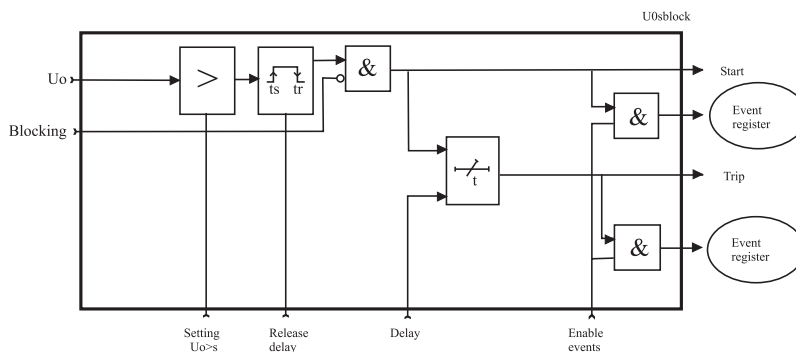 U0sblock
Uo
>
ts tr
&
Start
Blocking
&
Event
register
t
Trip
&
Event
register
Setting
Uo>s
Release
delay
Delay
Enable
events